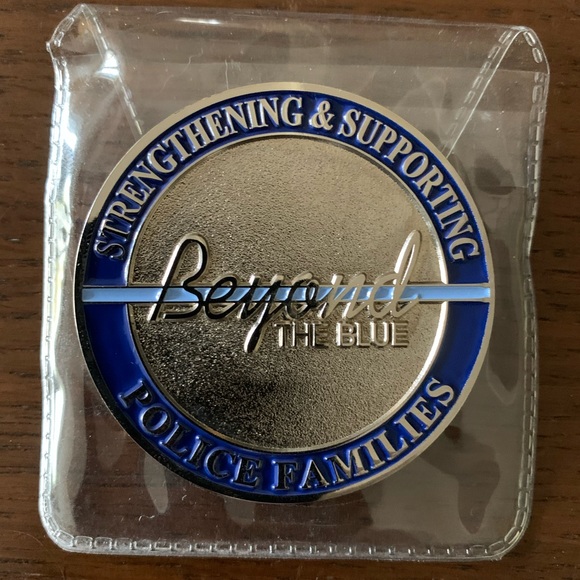 STRENGTHENING & SUPPORTING
Beyond
THE BLUE
POLICE FAMILIES